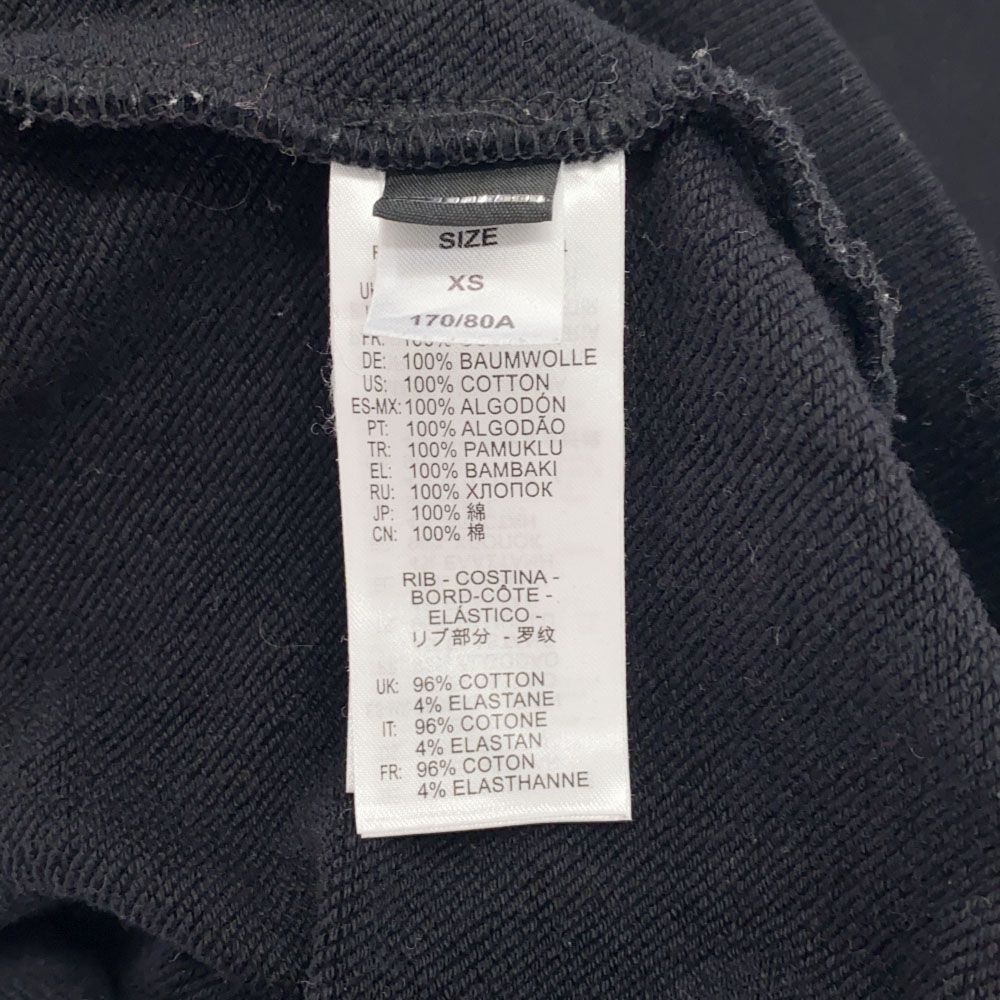 SIZE
XS
170/80A
FR: 100%
DE: 100% BAUMWOLLE
US: 100% COTTON
ES-MX: 100% ALGODÓN
PT: 100% ALGODÃO
TR: 100% PAMUKLU
EL: 100% BAMBAKI
RU: 100% ХЛОПОК
JP: 100% 綿
CN: 100% 棉
RIB - COSTINA -
BORD-CÔTE -
ELÁSTICO -
リブ部分 - 罗纹
UK: 96% COTTON
4% ELASTANE
IT: 96% COTONE
4% ELASTAN
FR: 96% COTON
4% ELASTHANNE